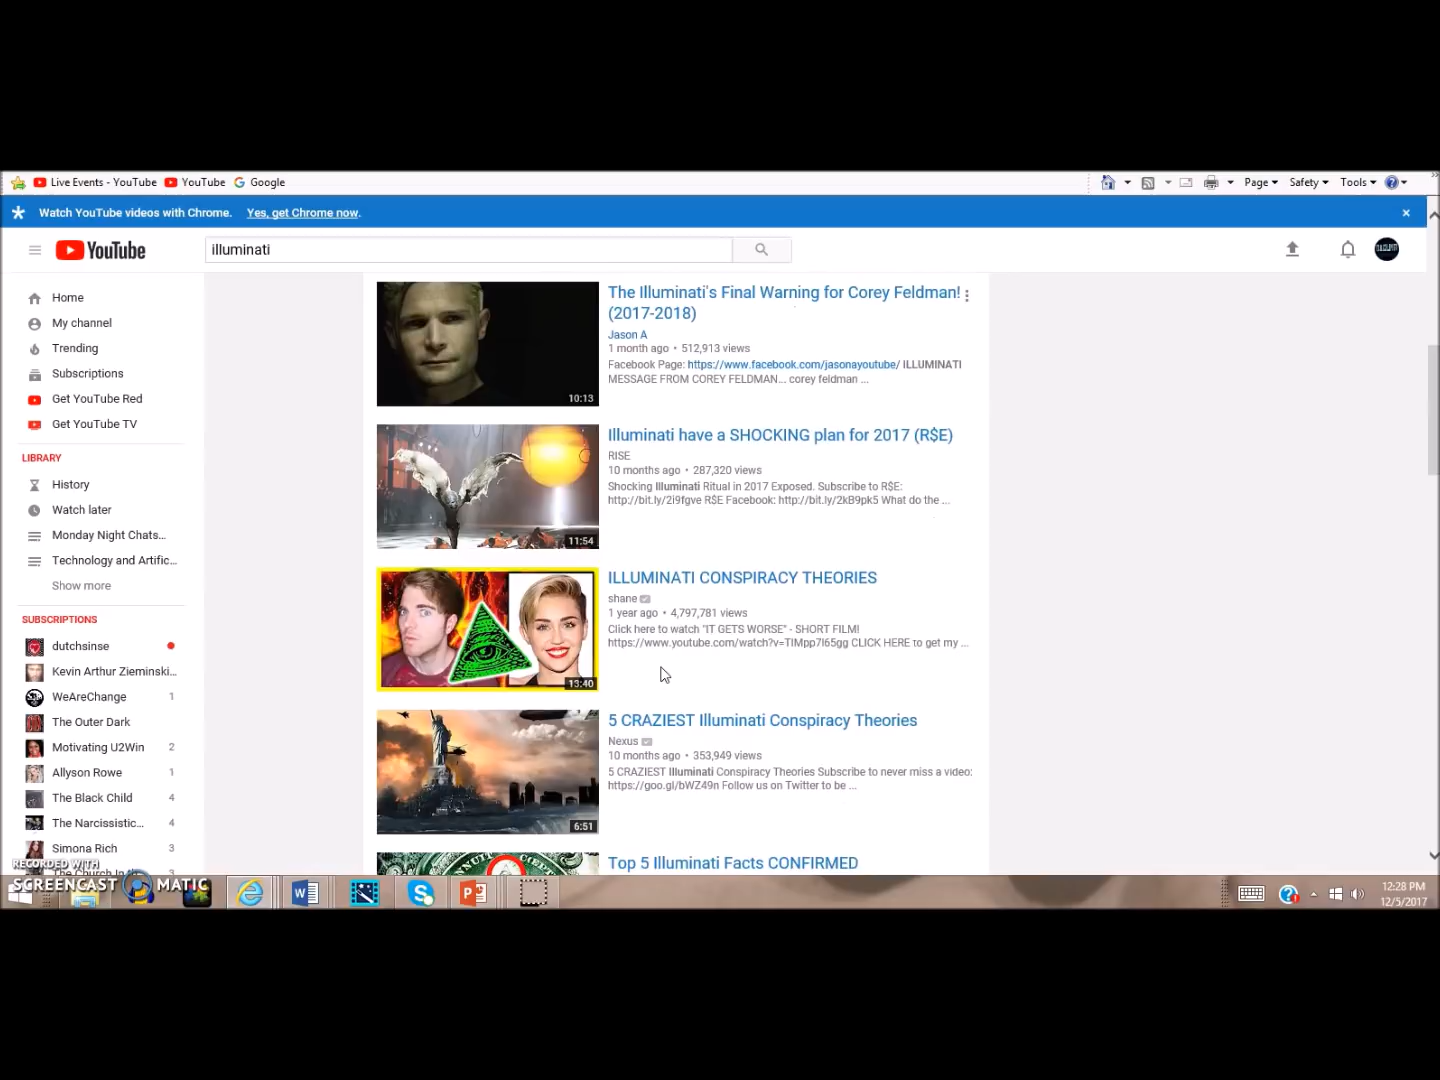 Live Events - YouTube YouTube Google Page Safety Tools
Watch YouTube videos with Chrome. Yes, get Chrome now.
YouTube illuminati
Home
My channel
Trending
Subscriptions
Get YouTube Red
Get YouTube TV
LIBRARY
History
Watch later
Monday Night Chats...
Technology and Artific...
Show more
SUBSCRIPTIONS
dutchsinse
Kevin Arthur Zieminski...
WeAreChange 1
The Outer Dark
Motivating U2Win 2
Allyson Rowe 1
The Black Child 4
The Narcissistic... 4
Simona Rich 3
The Illuminati's Final Warning for Corey Feldman!
(2017-2018)
Jason A
1 month ago • 512,913 views
Facebook Page: https://www.facebook.com/jasonayoutube/ ILLUMINATI
MESSAGE FROM COREY FELDMAN... corey feldman ...
10:13
Illuminati have a SHOCKING plan for 2017 (R$E)
RISE
10 months ago • 287,320 views
Shocking Illuminati Ritual in 2017 Exposed. Subscribe to R$E:
http://bit.ly/2i9fgve R$E Facebook: http://bit.ly/2kB9pk5 What do the ...
11:54
ILLUMINATI CONSPIRACY THEORIES
shane
1 year ago • 4,797,781 views
Click here to watch "IT GETS WORSE" - SHORT FILM!
https://www.youtube.com/watch?v=TlMpp7l65gg CLICK HERE to get my ...
13:40
5 CRAZIEST Illuminati Conspiracy Theories
Nexus
10 months ago • 353,949 views
5 CRAZIEST Illuminati Conspiracy Theories Subscribe to never miss a video:
https://goo.gl/bWZ49n Follow us on Twitter to be ...
6:51
Top 5 Illuminati Facts CONFIRMED
RECORDED WITH
SCREENCAST MATIC
12:28 PM
12/5/2017